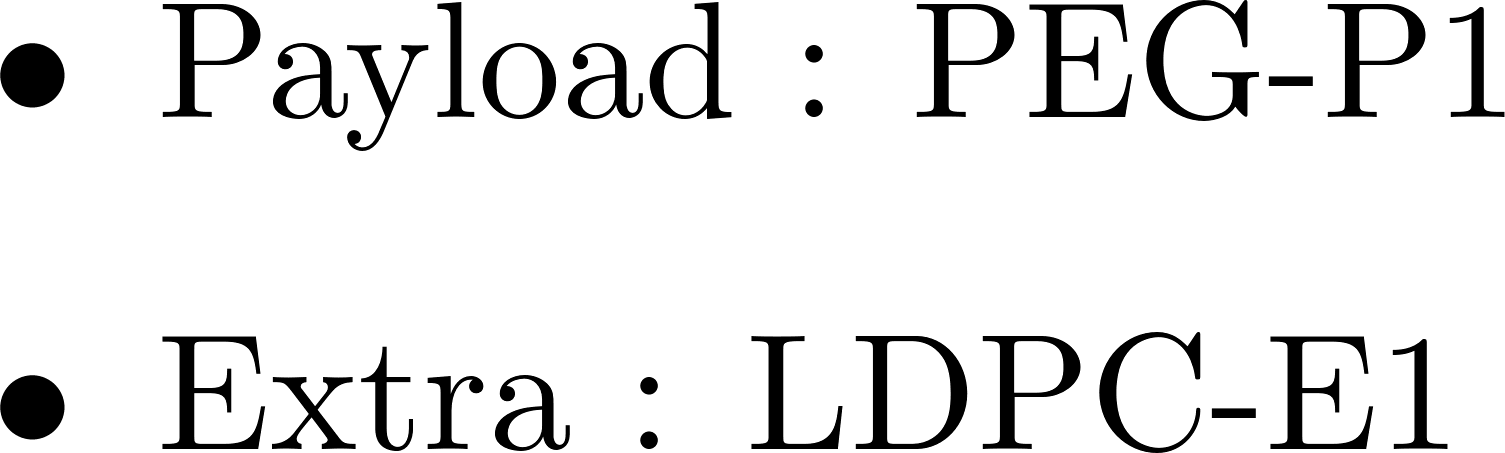 • Payload : PEG-P1
• Extra : LDPC-E1